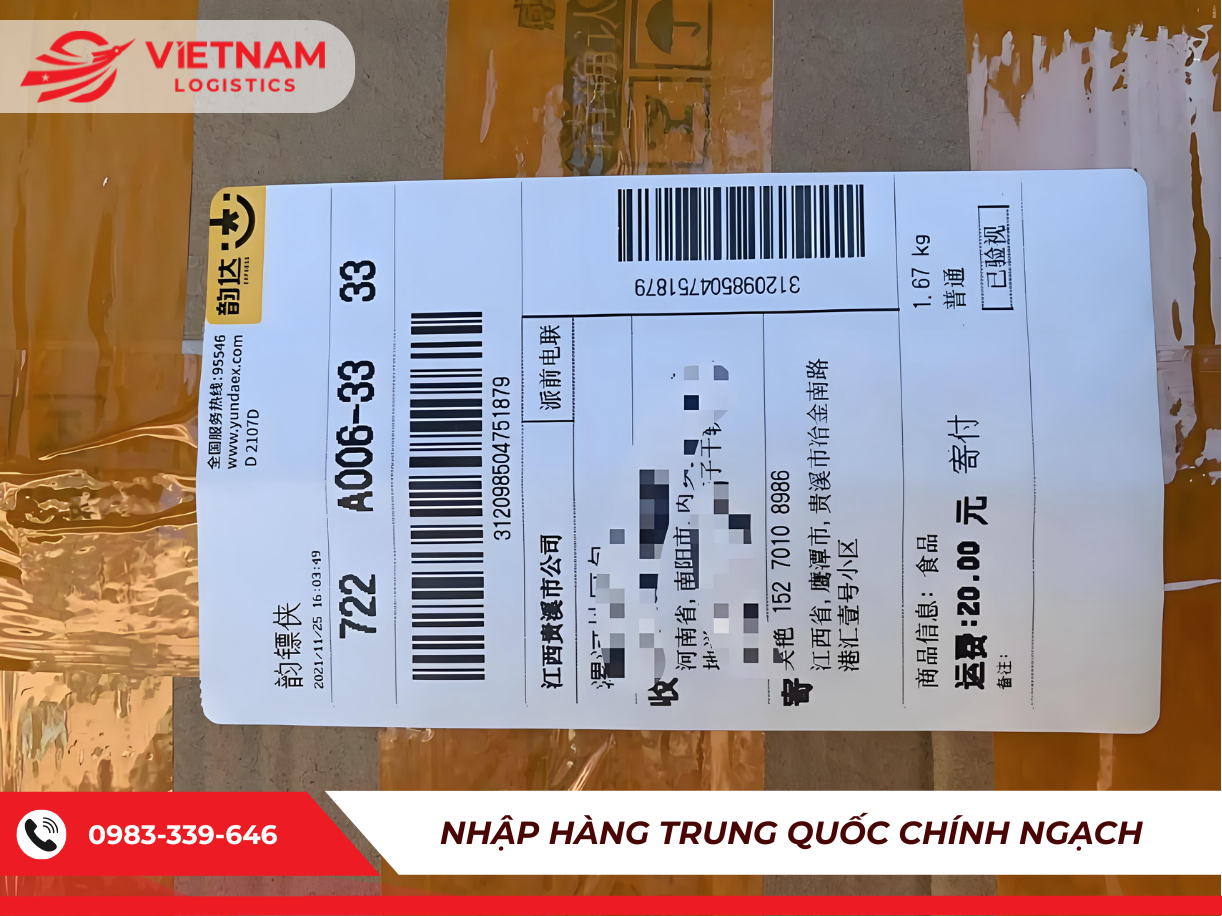 VIETNAM
LOGISTICS
韵达
EXPRESS
全国服务热线:95546
www.yundaex.com
D 2107D
韵镖侠
2021/11/25 16:03:49
722 A006-33 33
312098504751879
江西贵溪市公司
派前电联
312098504751879
收
河南省, 南阳市, 内
寄
艳 152 7010 8986
江西省, 鹰潭市, 贵溪市冶金南路
港汇壹号小区
1.67 kg
普通
已验视
商品信息: 食品
运费:20.00 元 寄付
备注:
0983-339-646
NHẬP HÀNG TRUNG QUỐC CHÍNH NGẠCH